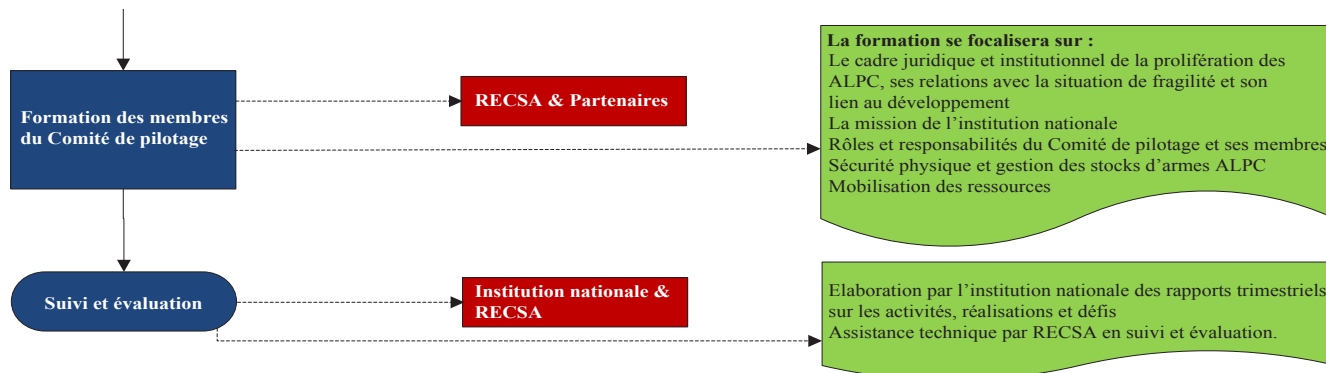 Formation des membres
du Comité de pilotage
RECSA & Partenaires
La formation se focalisera sur :
Le cadre juridique et institutionnel de la prolifération des
ALPC, ses relations avec la situation de fragilité et son
lien au développement
La mission de l’institution nationale
Rôles et responsabilités du Comité de pilotage et ses membres
Sécurité physique et gestion des stocks d’armes ALPC
Mobilisation des ressources
Suivi et évaluation
Institution nationale &
RECSA
Elaboration par l’institution nationale des rapports trimestriels
sur les activités, réalisations et défis
Assistance technique par RECSA en suivi et évaluation.